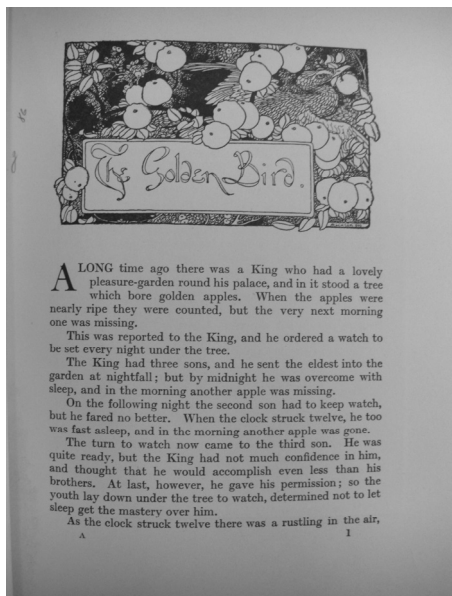 The Golden Bird.
A LONG time ago there was a King who had a lovely
pleasure-garden round his palace, and in it stood a tree
which bore golden apples. When the apples were
nearly ripe they were counted, but the very next morning
one was missing.
This was reported to the King, and he ordered a watch to
be set every night under the tree.
The King had three sons, and he sent the eldest into the
garden at nightfall; but by midnight he was overcome with
sleep, and in the morning another apple was missing.
On the following night the second son had to keep watch,
but he fared no better. When the clock struck twelve, he too
was fast asleep, and in the morning another apple was gone.
The turn to watch now came to the third son. He was
quite ready, but the King had not much confidence in him,
and thought that he would accomplish even less than his
brothers. At last, however, he gave his permission; so the
youth lay down under the tree to watch, determined not to let
sleep get the mastery over him.
As the clock struck twelve there was a rustling in the air,
A 1